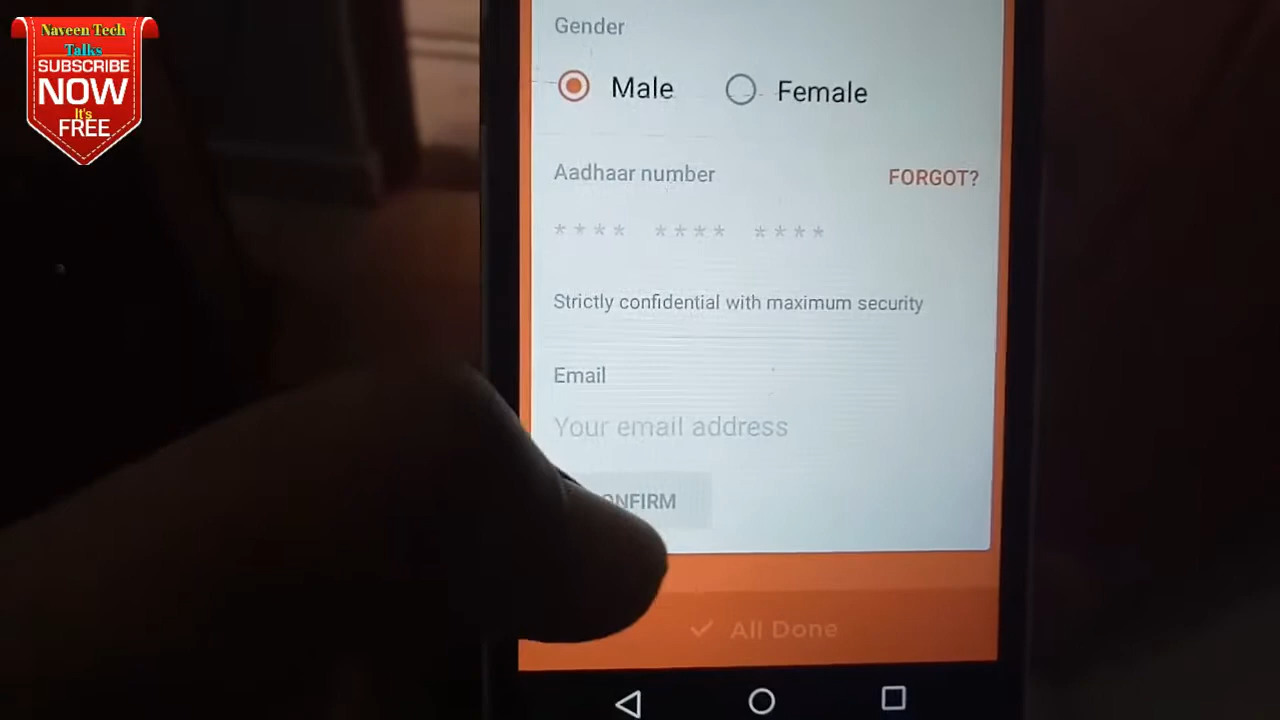 Naveen Tech
Talks
SUBSCRIBE
NOW
It's
FREE
Gender
Male Female
Aadhaar number FORGOT?
**** **** ****
Strictly confidential with maximum security
Email
Your email address
ONFIRM
All Done